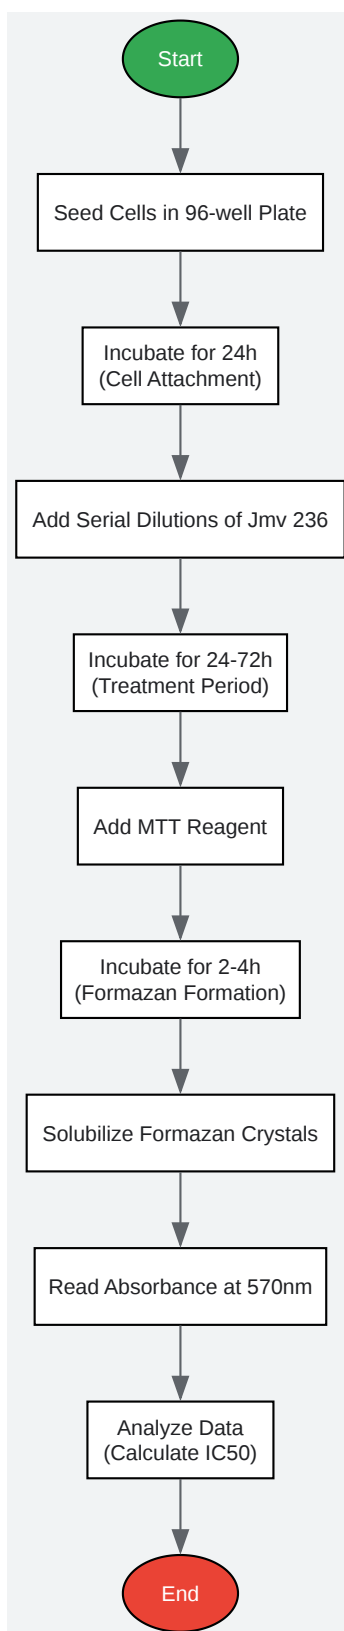 Start
Seed Cells in 96-well Plate
Incubate for 24h
(Cell Attachment)
Add Serial Dilutions of Jmv 236
Incubate for 24-72h
(Treatment Period)
Add MTT Reagent
Incubate for 2-4h
(Formazan Formation)
Solubilize Formazan Crystals
Read Absorbance at 570nm
Analyze Data
(Calculate IC50)
End